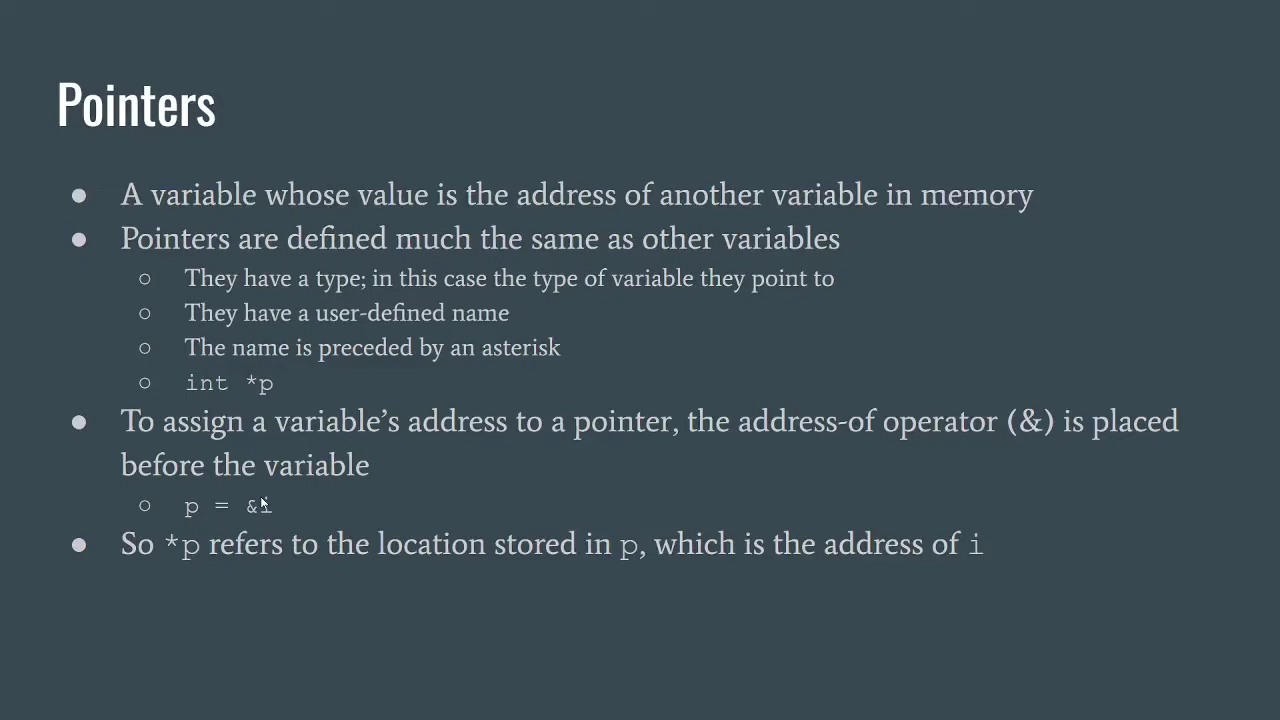 Pointers
● A variable whose value is the address of another variable in memory
● Pointers are defined much the same as other variables
○ They have a type; in this case the type of variable they point to
○ They have a user-defined name
○ The name is preceded by an asterisk
○ int *p
● To assign a variable’s address to a pointer, the address-of operator (&) is placed
before the variable
○ p = &i
● So *p refers to the location stored in p, which is the address of i